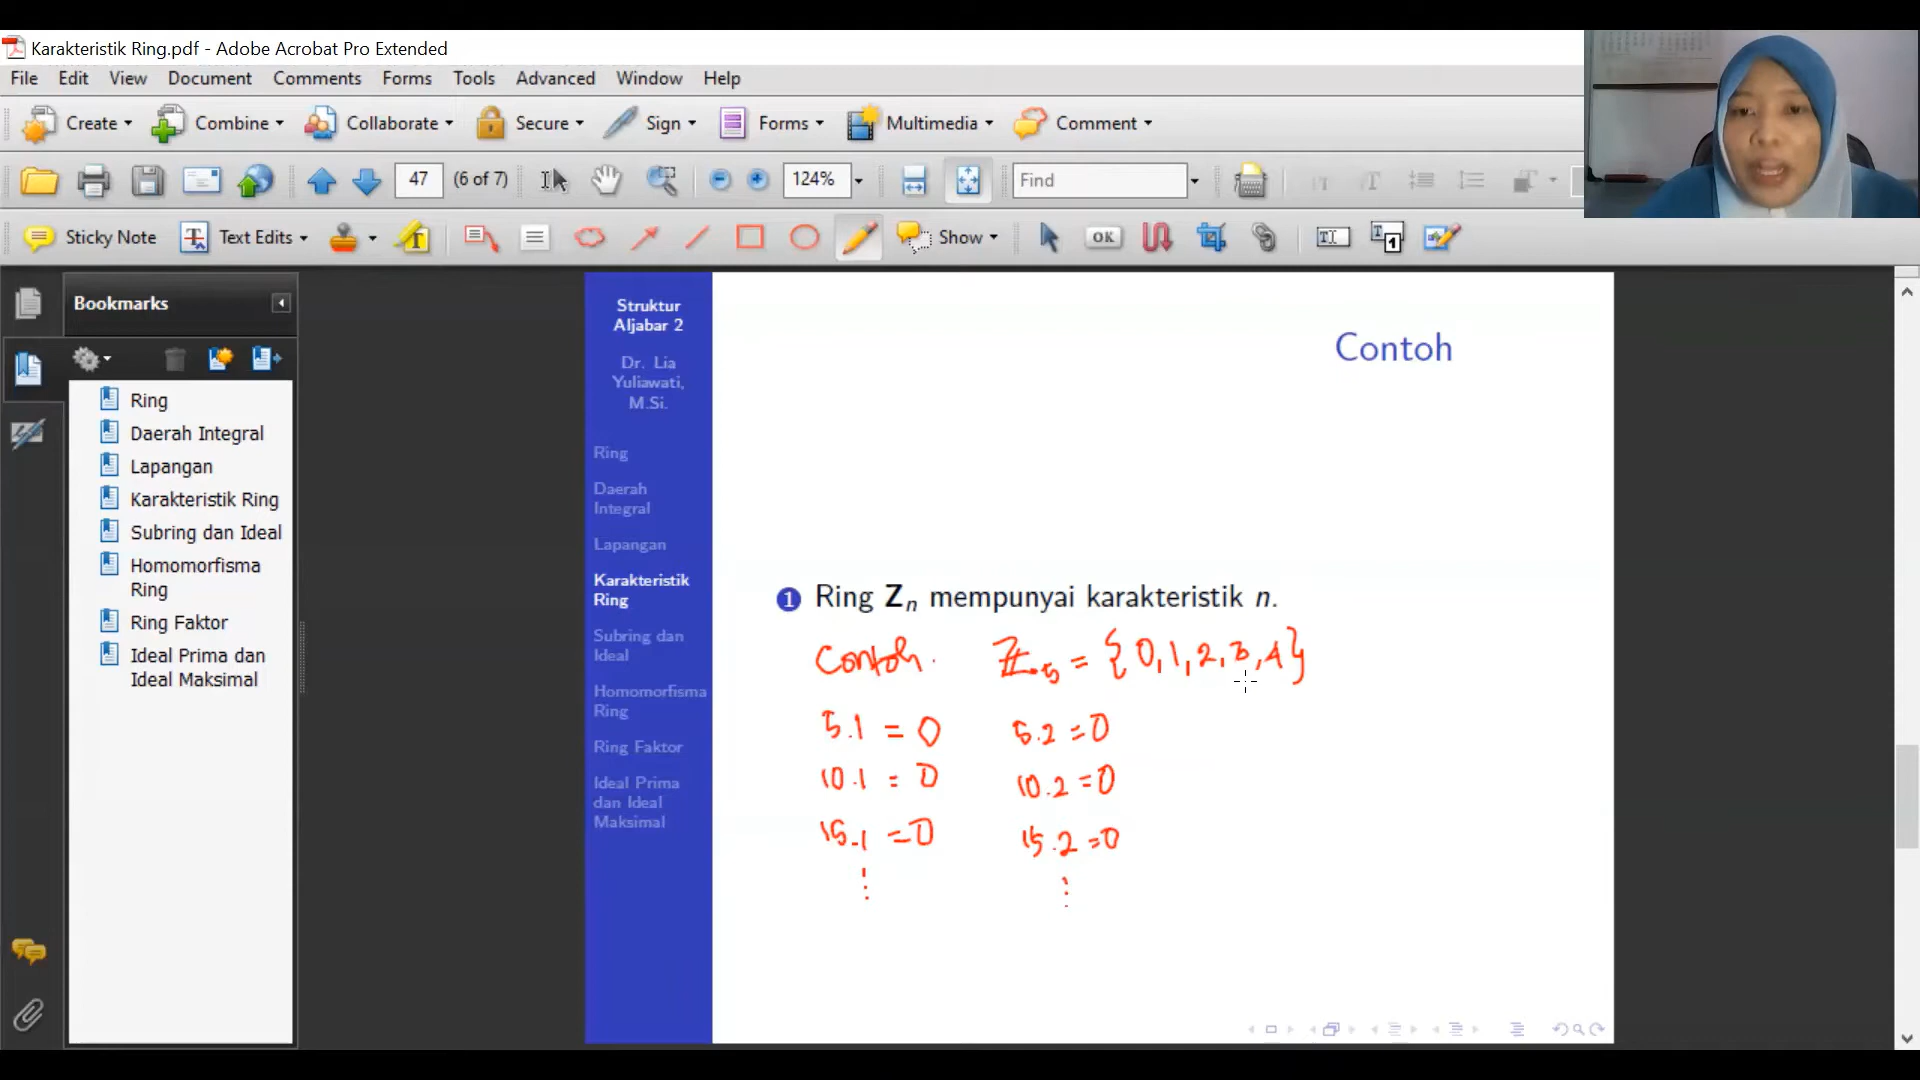 Karakteristik Ring.pdf - Adobe Acrobat Pro Extended
File Edit View Document Comments Forms Tools Advanced Window Help
Create Combine Collaborate Secure Sign Forms Multimedia Comment
47 (6 of 7) 124% Find
Sticky Note Text Edits Show OK
Bookmarks
Ring
Daerah Integral
Lapangan
Karakteristik Ring
Subring dan Ideal
Homomorfisma
Ring
Ring Faktor
Ideal Prima dan
Ideal Maksimal
Struktur
Aljabar 2
Dr. Lia
Yuliawati,
M.Si.
Ring
Daerah
Integral
Lapangan
Karakteristik
Ring
Subring dan
Ideal
Homomorfisma
Ring
Ring Faktor
Ideal Prima
dan Ideal
Maksimal
Contoh
1 Ring Zn mempunyai karakteristik n.
Contoh. Z5 = {0,1,2,3,4}
5.1 = 0 5.2 = 0
10.1 = 0 10.2 = 0
15.1 = 0 15.2 = 0
⋮ ⋮